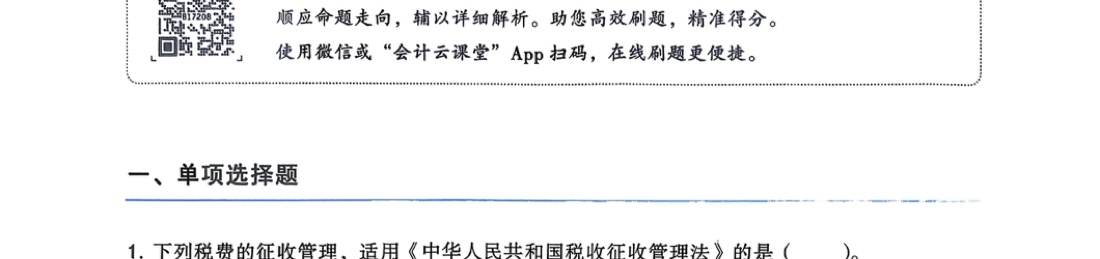 817208
顺应命题走向，辅以详细解析。助您高效刷题，精准得分。
使用微信或“会计云课堂”App扫码，在线刷题更便捷。
一、单项选择题
1. 下列税费的征收管理，适用《中华人民共和国税收征收管理法》的是（　　）。